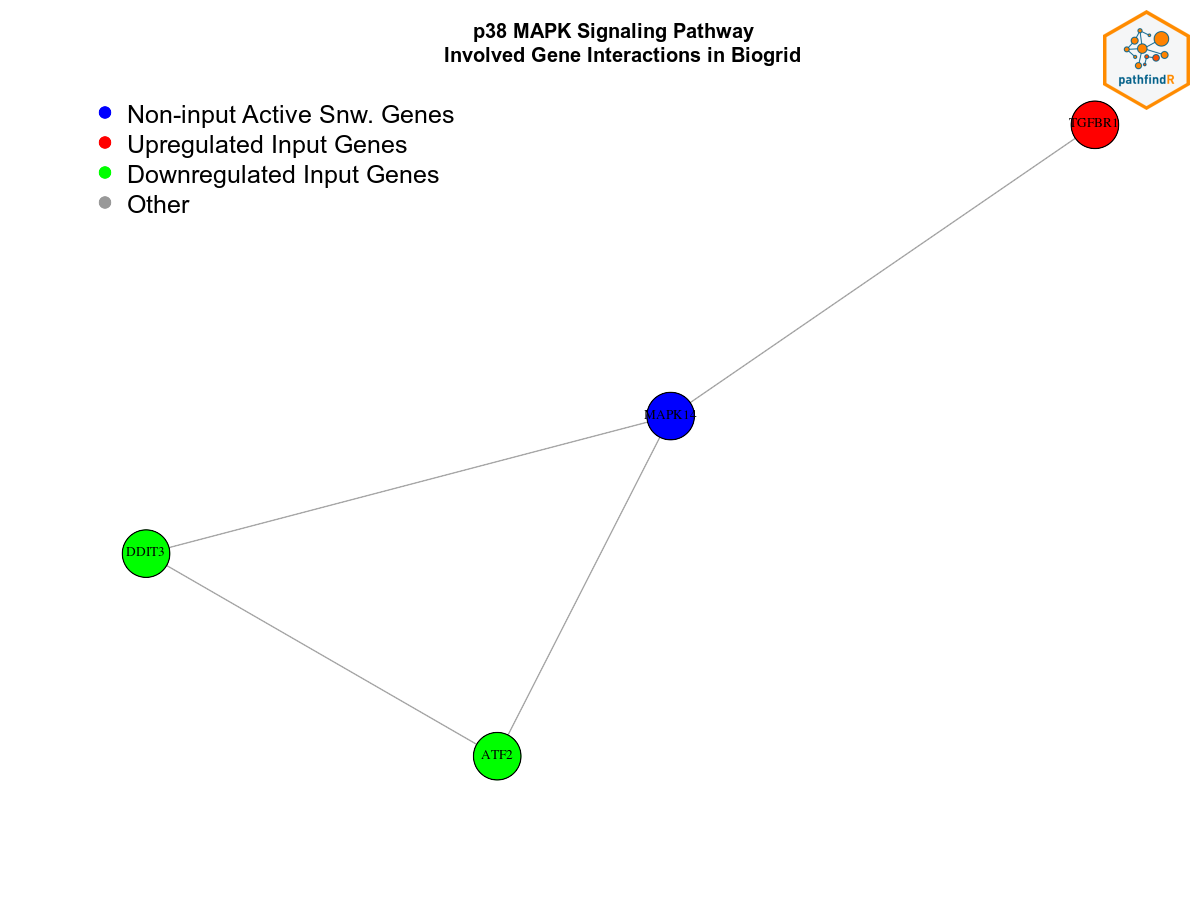 p38 MAPK Signaling Pathway
Involved Gene Interactions in Biogrid
pathfindR
Non-input Active Snw. Genes
Upregulated Input Genes
Downregulated Input Genes
Other
TGFBR1
MAPK14
DDIT3
ATF2